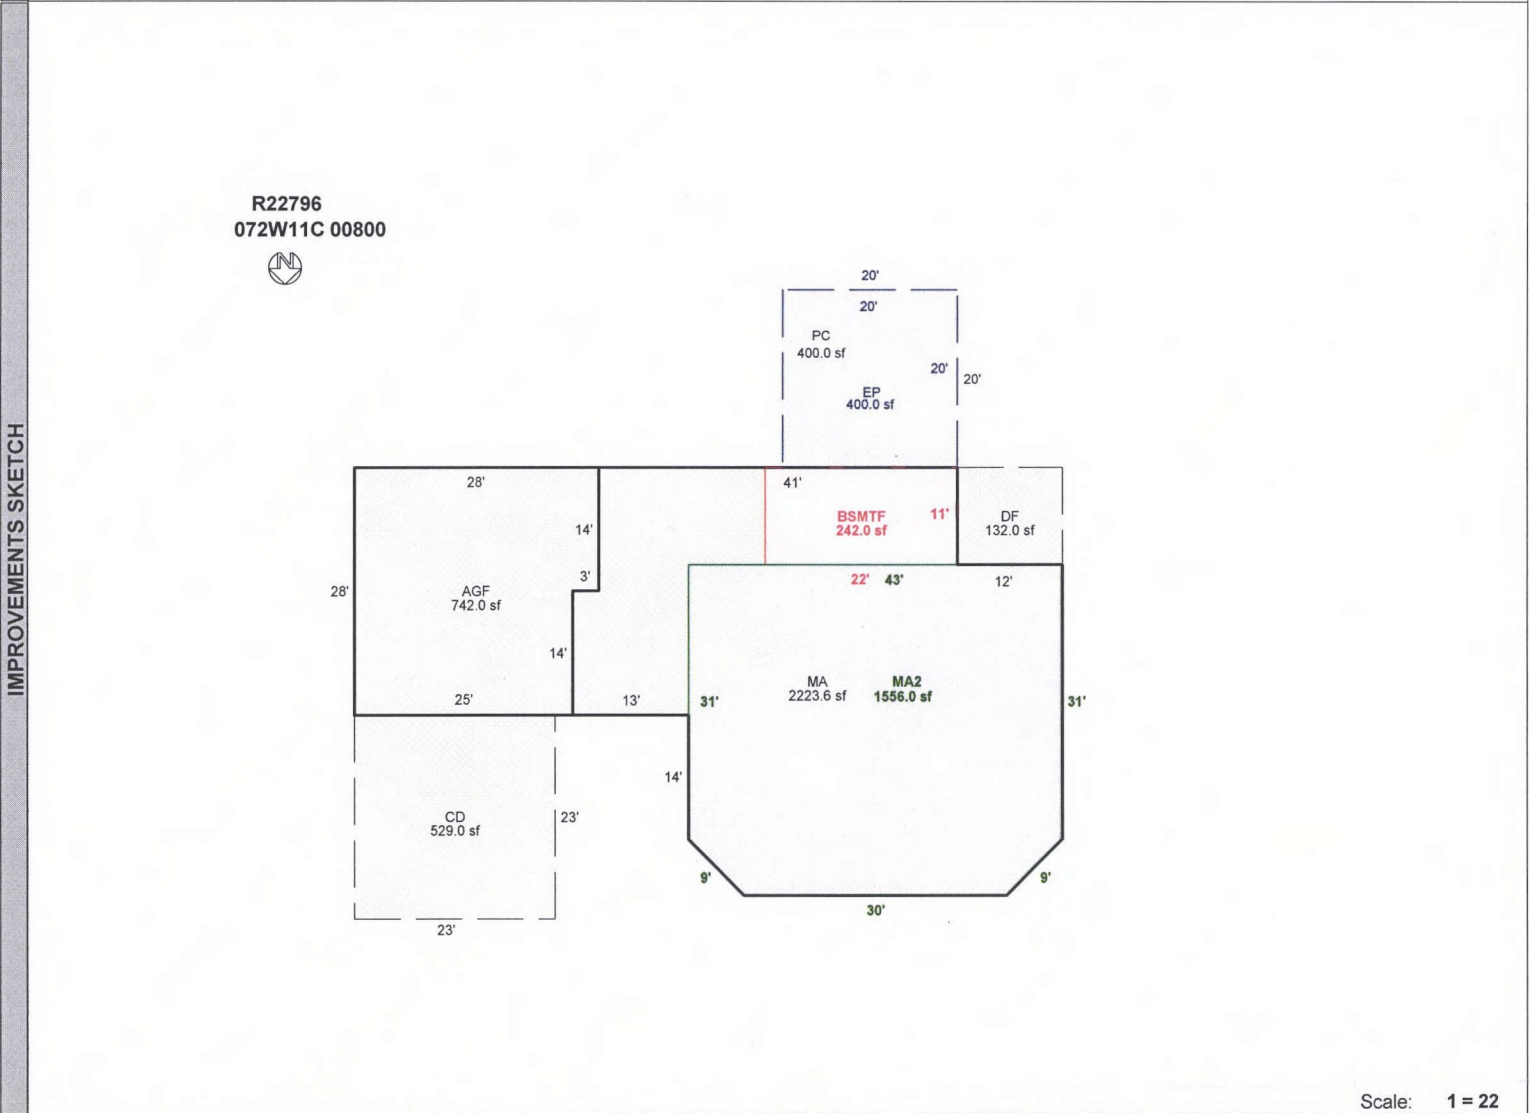 IMPROVEMENTS SKETCH
R22796
072W11C 00800
N
20'
20'
PC
400.0 sf
20'
20'
EP
400.0 sf
28'
41'
14'
BSMTF
242.0 sf
11'
DF
132.0 sf
3'
22'
43'
12'
28'
AGF
742.0 sf
14'
MA
2223.6 sf
MA2
1556.0 sf
25'
13'
31'
31'
14'
CD
529.0 sf
23'
9'
9'
30'
23'
Scale: 1 = 22